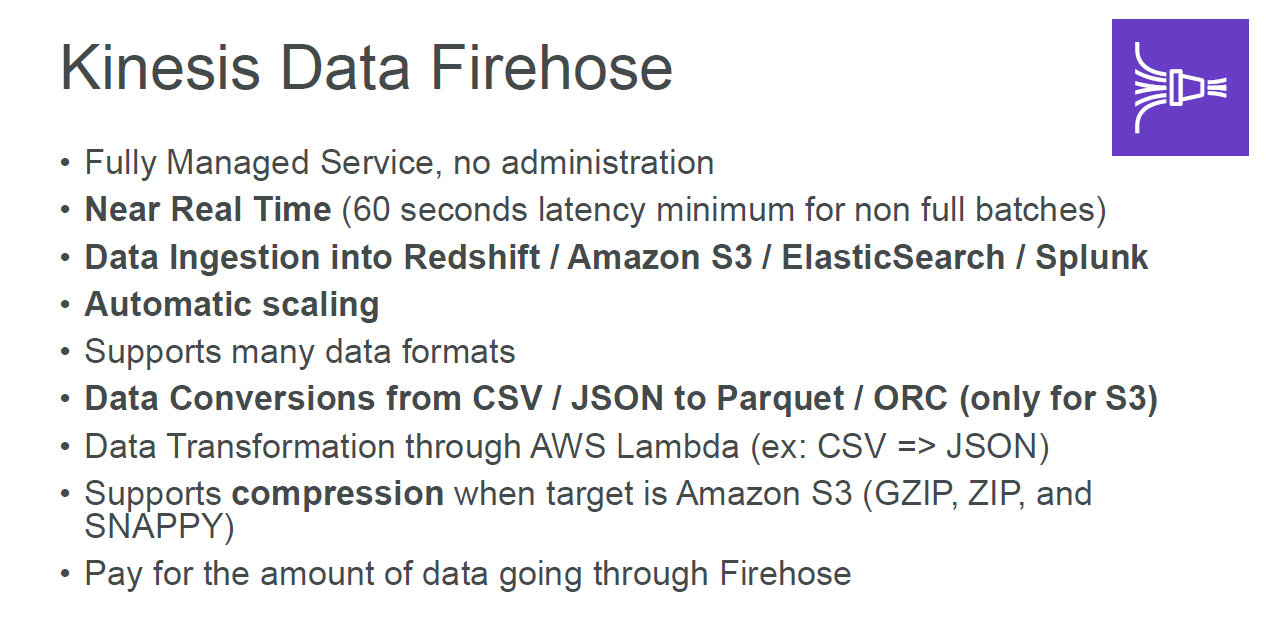 Kinesis Data Firehose
• Fully Managed Service, no administration
• Near Real Time (60 seconds latency minimum for non full batches)
• Data Ingestion into Redshift / Amazon S3 / ElasticSearch / Splunk
• Automatic scaling
• Supports many data formats
• Data Conversions from CSV / JSON to Parquet / ORC (only for S3)
• Data Transformation through AWS Lambda (ex: CSV => JSON)
• Supports compression when target is Amazon S3 (GZIP, ZIP, and
SNAPPY)
• Pay for the amount of data going through Firehose